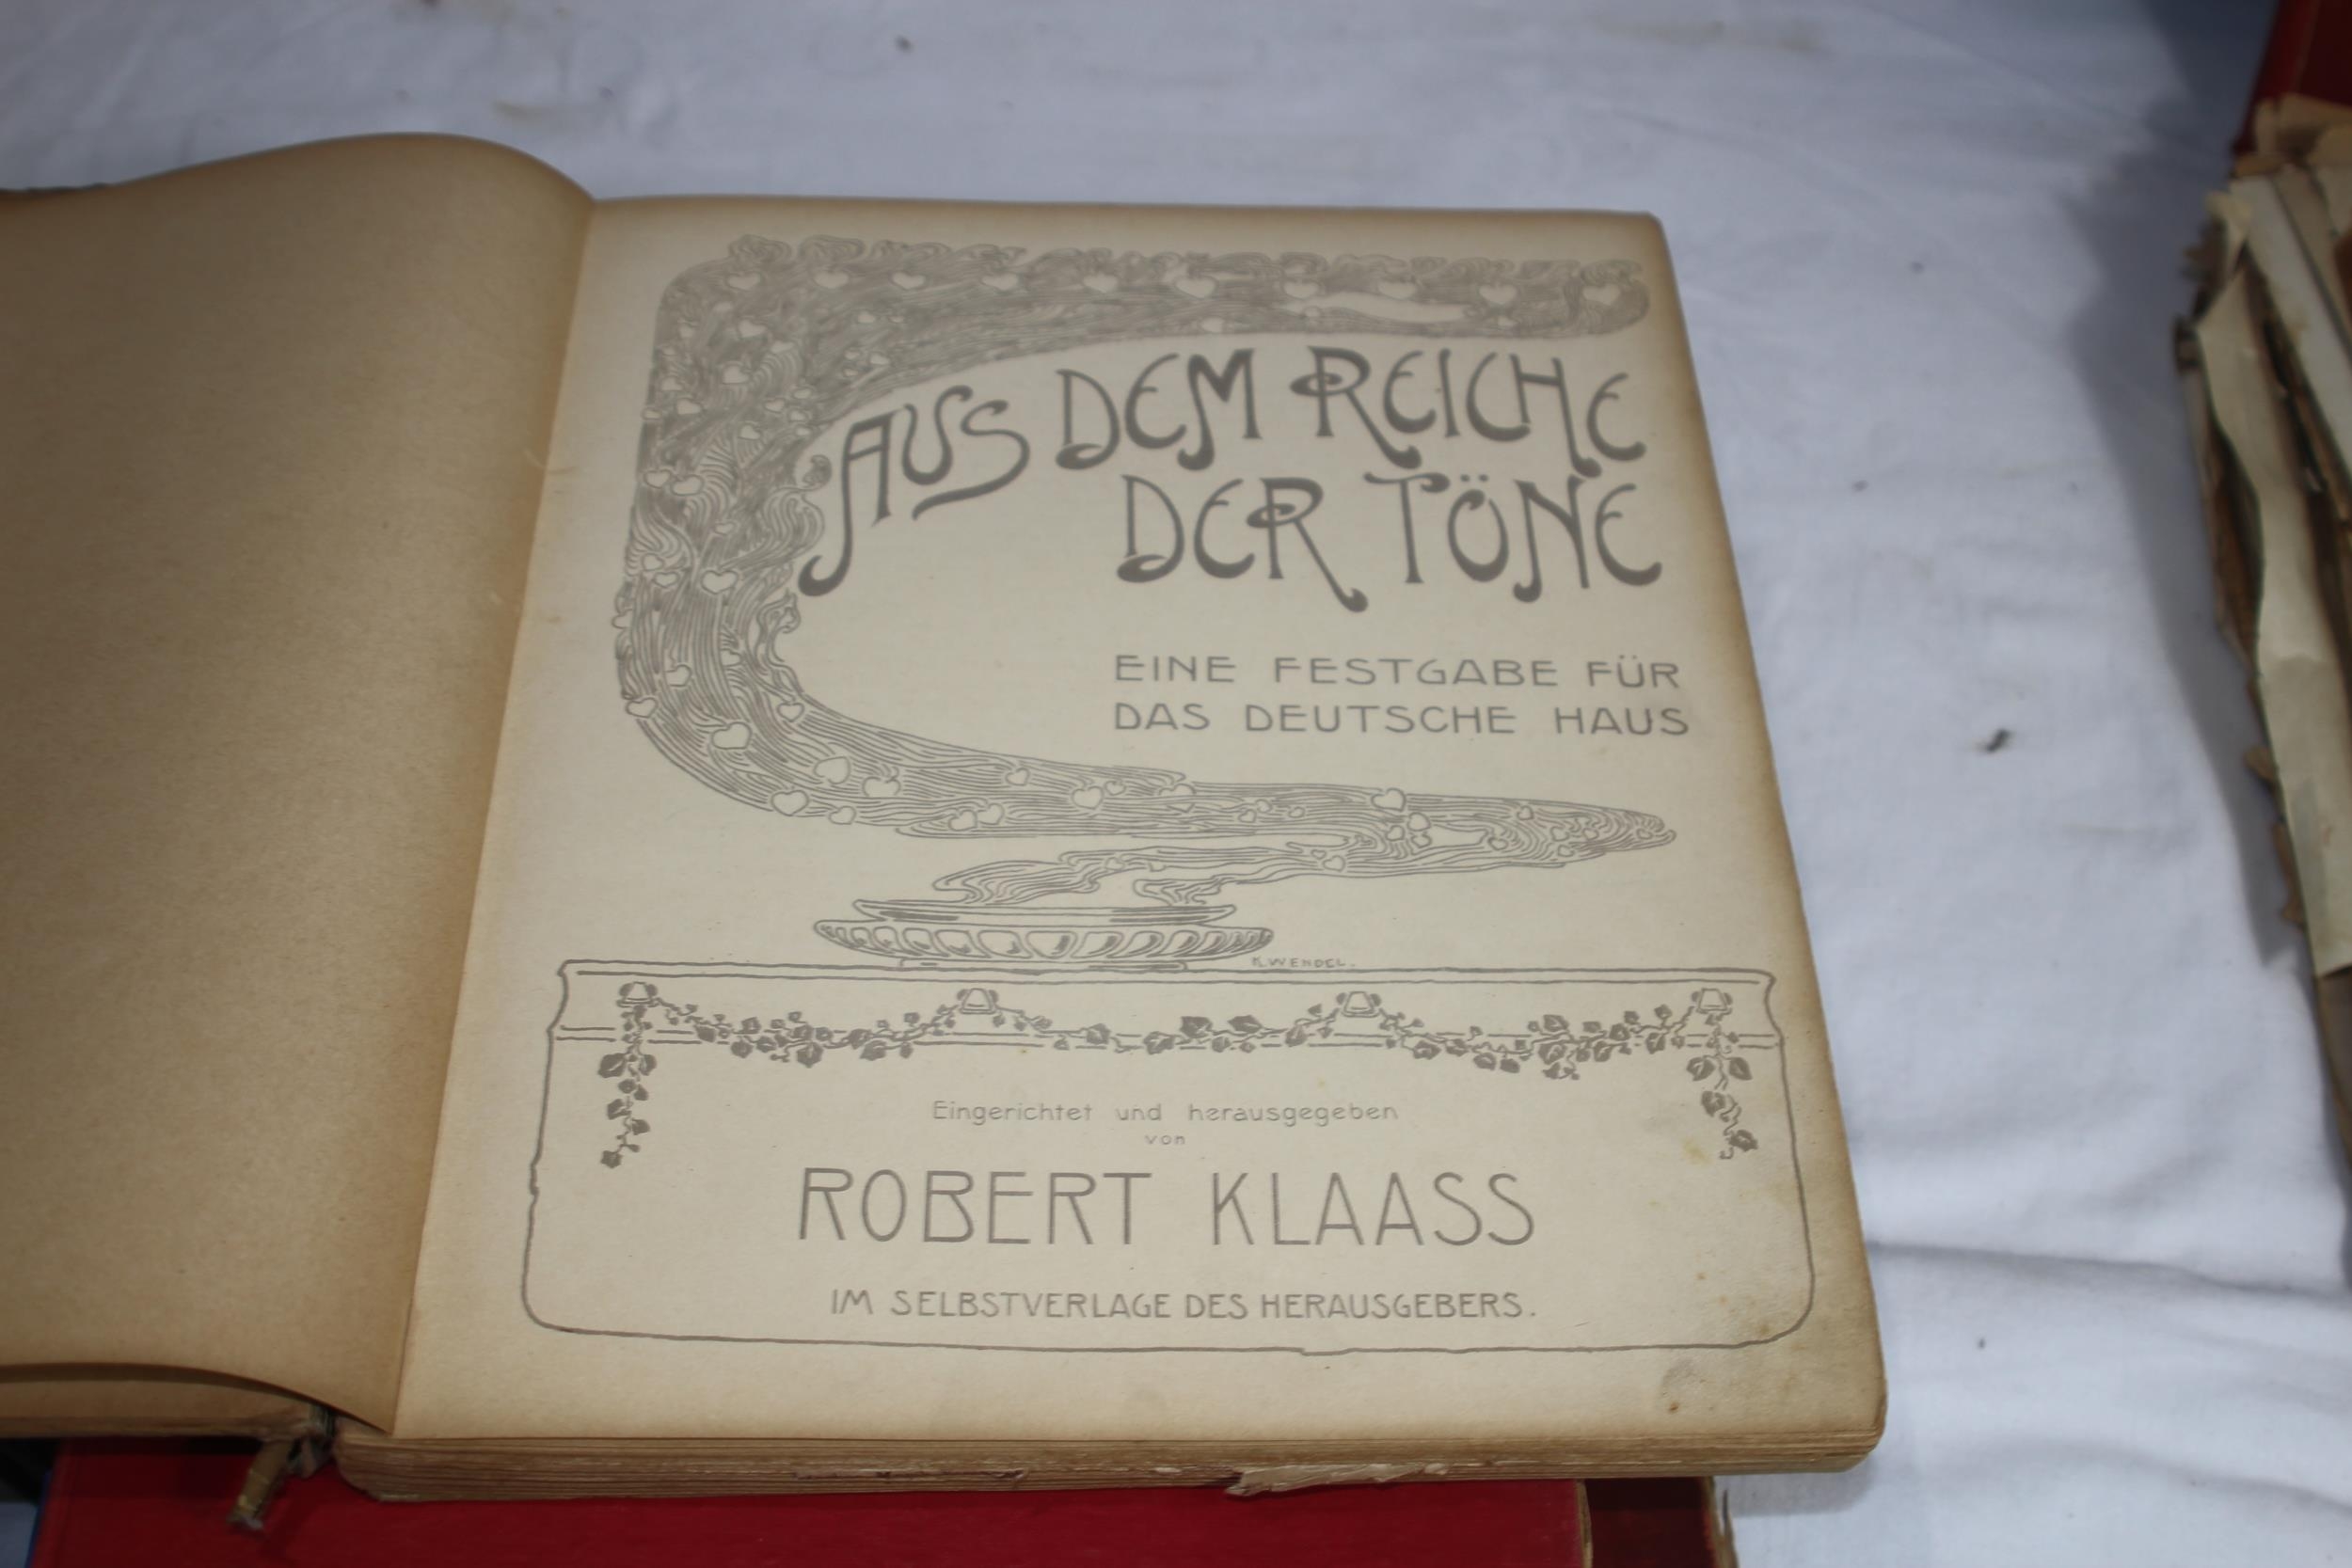 AUS DEM REICHE
DER TÖNE
EINE FESTGABE FÜR
DAS DEUTSCHE HAUS
K.WENDEL.
Eingerichtet und herausgegeben
von
ROBERT KLAASS
IM SELBSTVERLAGE DES HERAUSGEBERS.